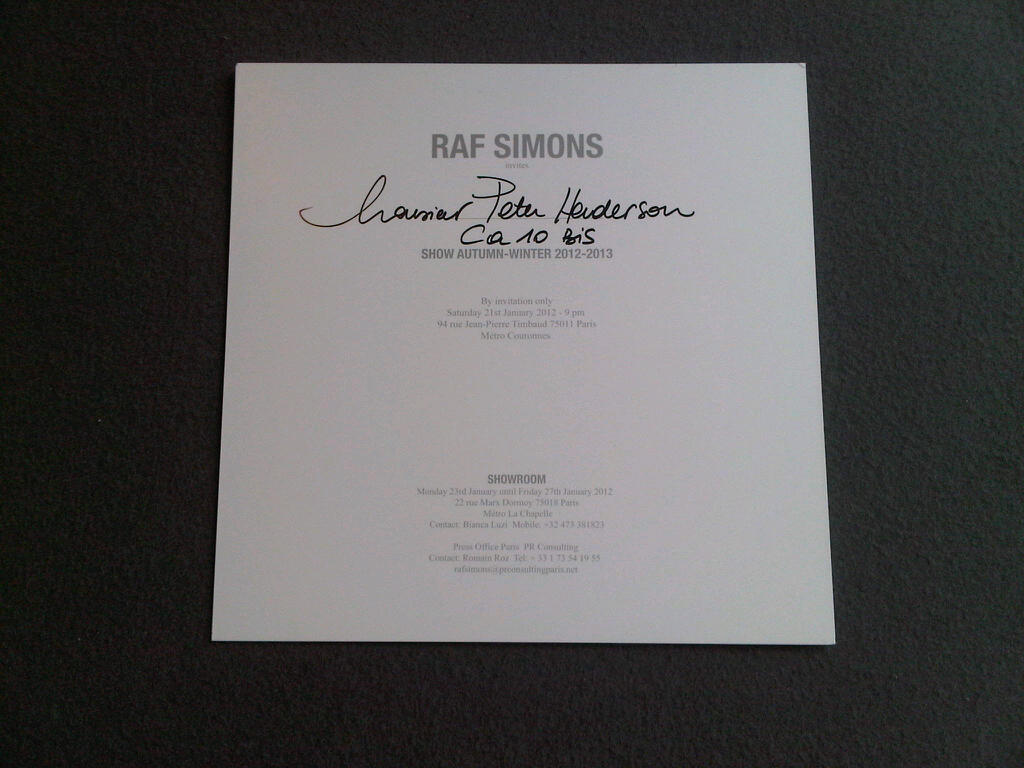 RAF SIMONS
invites
Monsieur Peter Henderson
Ca 10 BiS
SHOW AUTUMN-WINTER 2012-2013
By invitation only
Saturday 21st January 2012 - 9 pm
94 rue Jean-Pierre Timbaud 75011 Paris
Métro Couronnes
SHOWROOM
Monday 23rd January until Friday 27th January 2012
22 rue Marx Dormoy 75018 Paris
Métro La Chapelle
Contact: Bianca Luzi Mobile: +32 473 381823
Press Office Paris PR Consulting
Contact: Romain Roz Tel: + 33 1 73 54 19 55
rafsimons@prconsultingparis.net